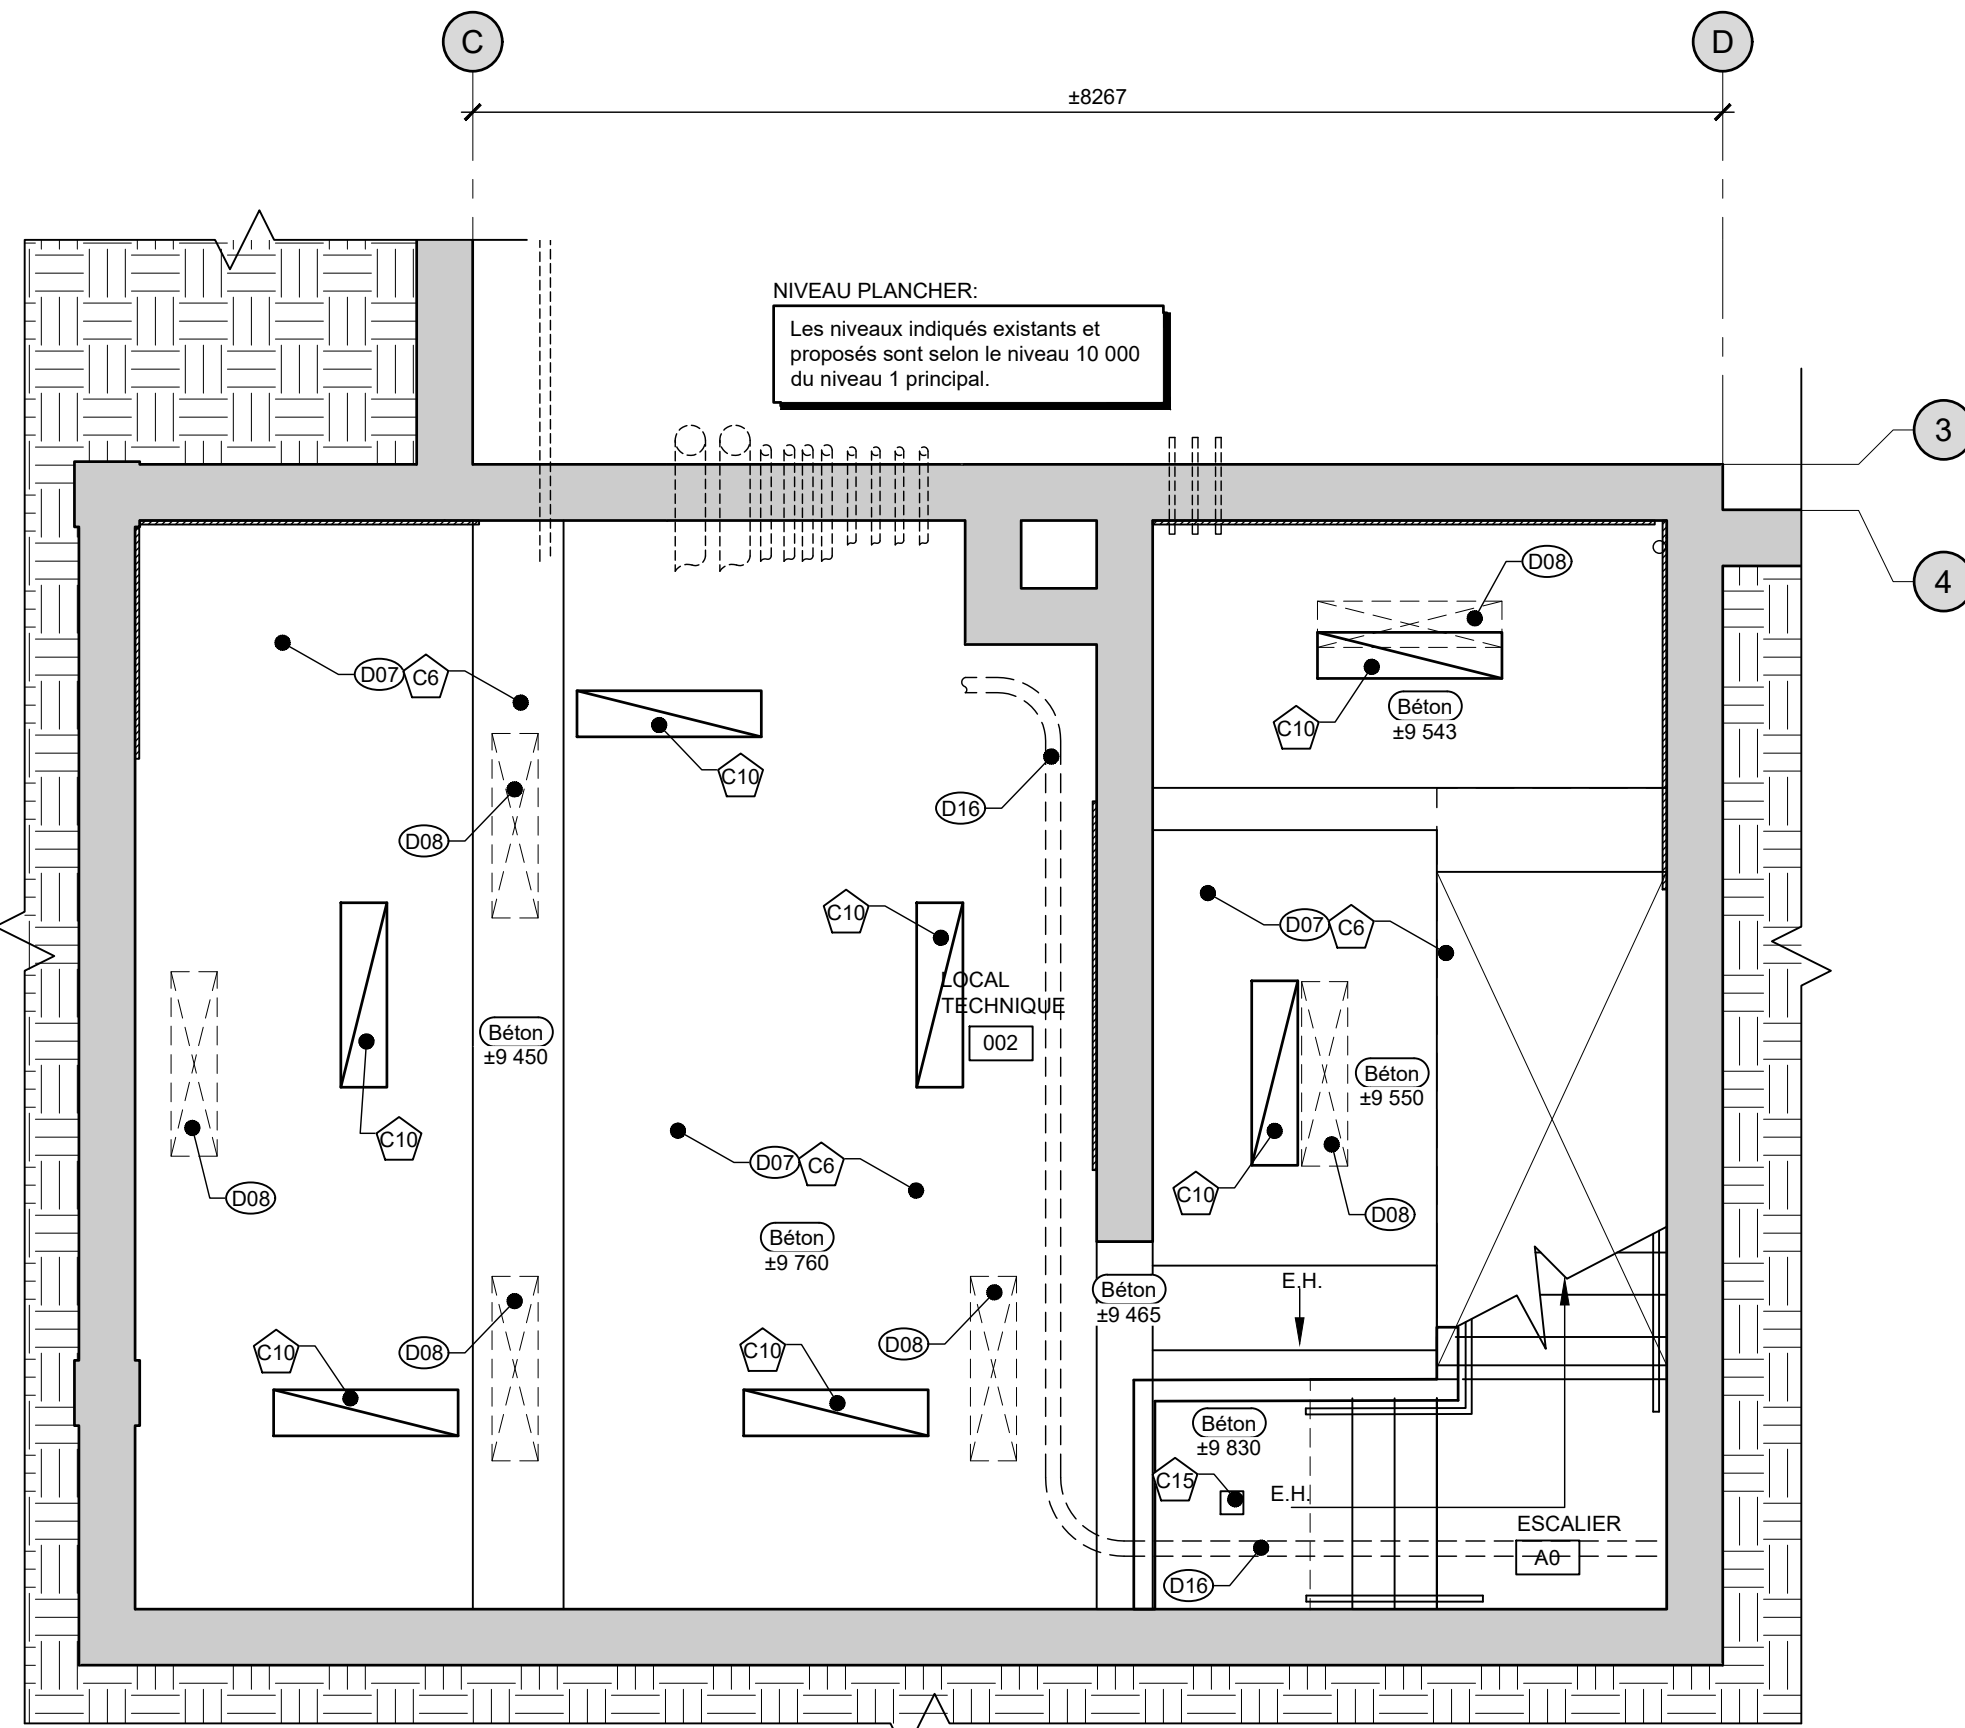 C
D
±8267
NIVEAU PLANCHER:
Les niveaux indiqués existants et
proposés sont selon le niveau 10 000
du niveau 1 principal.
3
4
D08
D07
C6
C10
Béton
±9 543
C10
D16
D08
C10
D07
C6
LOCAL
TECHNIQUE
002
Béton
±9 450
Béton
±9 550
C10
D07
C6
C10
D08
D08
Béton
±9 760
Béton
±9 465
E.H.
C10
D08
C10
D08
Béton
±9 830
C15
E.H.
ESCALIER
A0
D16